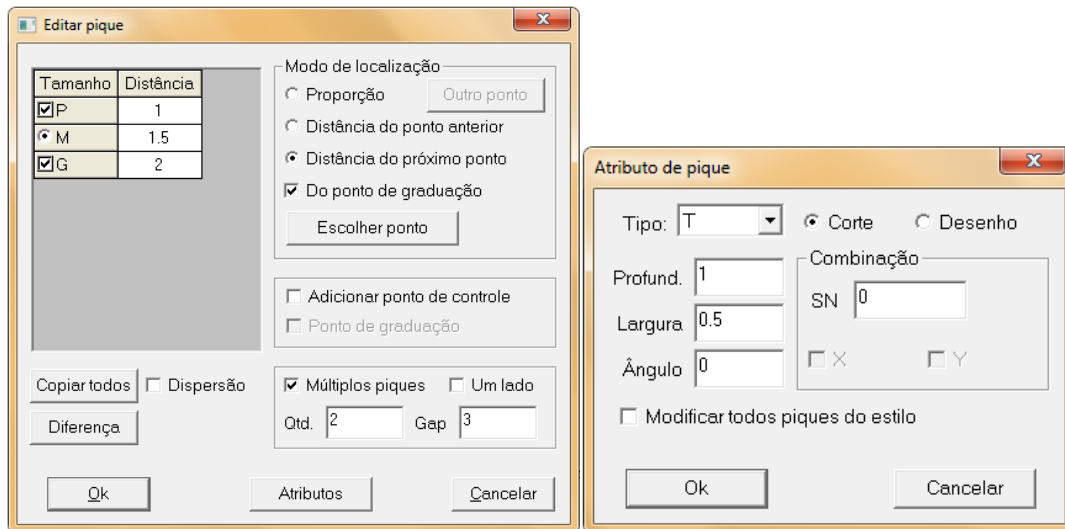 Editar pique
Tamanho Distância
P 1
M 1.5
G 2
Modo de localização
Proporção Outro ponto
Distância do ponto anterior
Distância do próximo ponto
Do ponto de graduação
Escolher ponto
Adicionar ponto de controle
Ponto de graduação
Copiar todos Dispersão
Diferença
Múltiplos piques Um lado
Qtd. 2 Gap 3
Ok Atributos Cancelar
Atributo de pique
Tipo: T Corte Desenho
Profund. 1
Largura 0.5
Ângulo 0
Combinação
SN 0
X Y
Modificar todos piques do estilo
Ok Cancelar